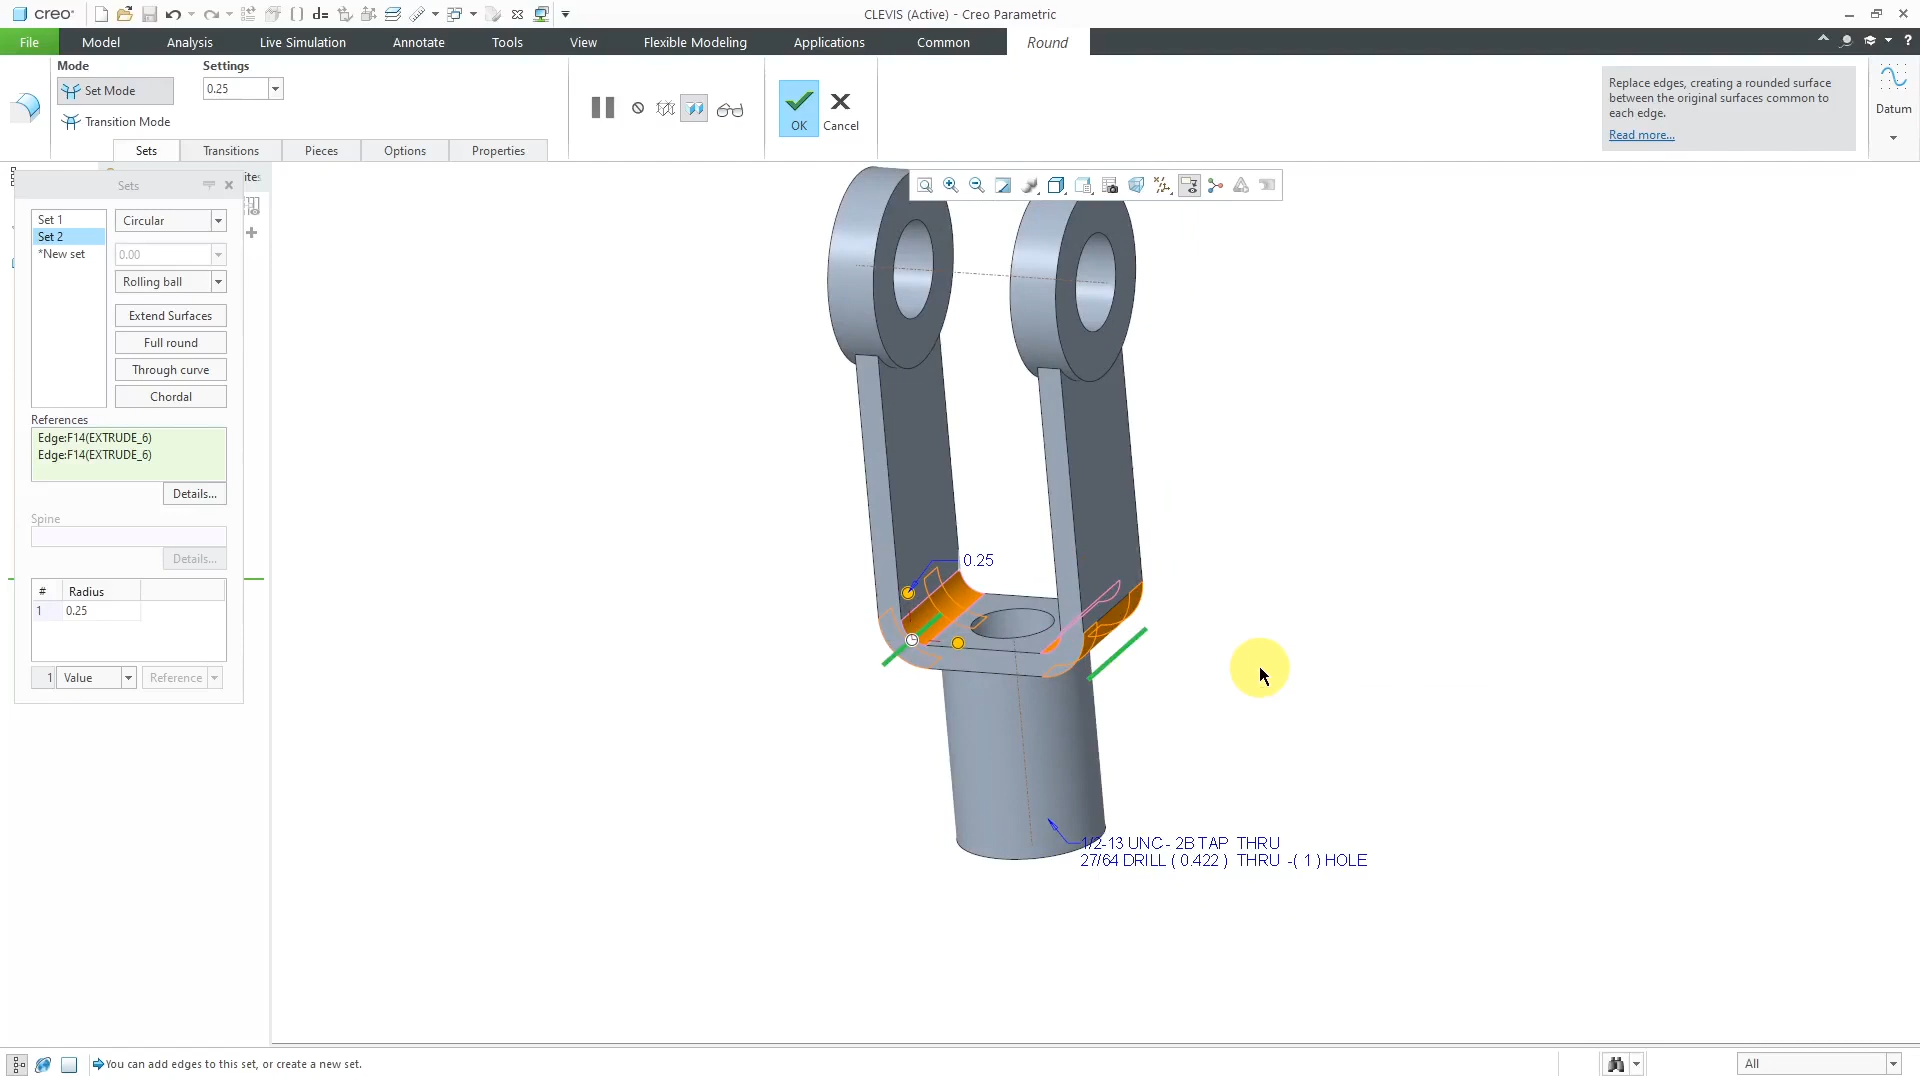 creo
CLEVIS (Active) - Creo Parametric
File
Model
Analysis
Live Simulation
Annotate
Tools
View
Flexible Modeling
Applications
Common
Round
?
Mode
Set Mode
Transition Mode
Settings
0.25
OK
Cancel
Replace edges, creating a rounded surface
between the original surfaces common to
each edge.
Read more...
Datum
Sets
Transitions
Pieces
Options
Properties
Sets
ites
Set 1
Set 2
*New set
Circular
0.00
Rolling ball
Extend Surfaces
Full round
Through curve
Chordal
References
Edge:F14(EXTRUDE_6)
Edge:F14(EXTRUDE_6)
Details...
Spine
Details...
# Radius
1 0.25
1 Value Reference
0.25
1/2-13 UNC - 2B TAP THRU
27/64 DRILL ( 0.422 ) THRU -( 1 ) HOLE
You can add edges to this set, or create a new set.
All